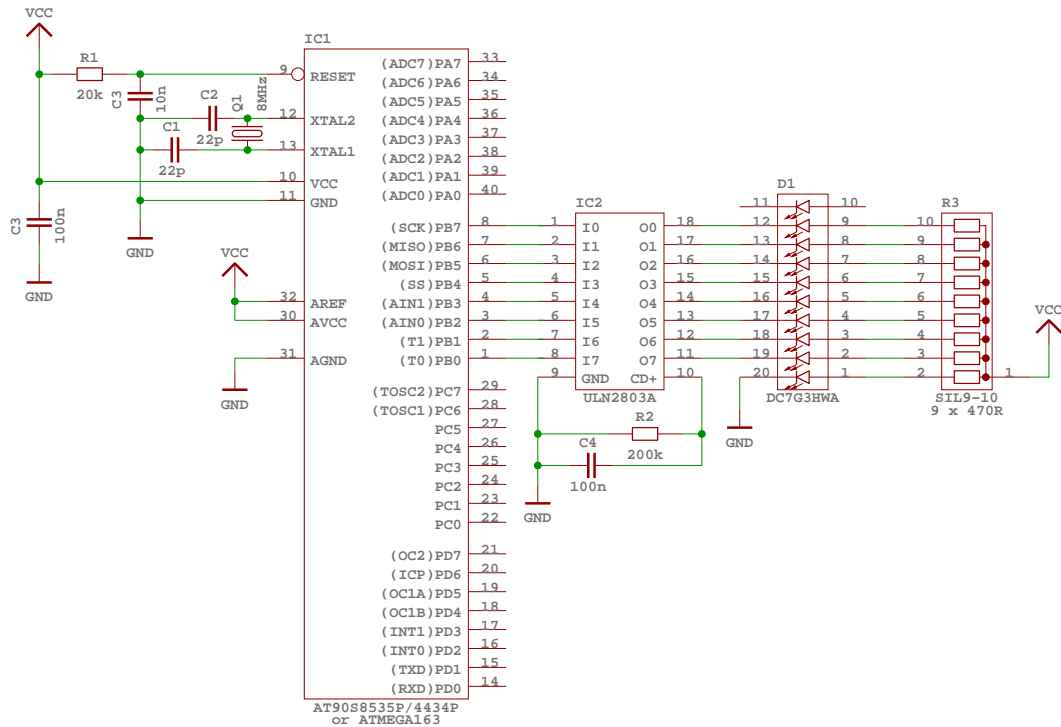 VCC
R1
20k
C3
10n
C2
22p
C1
22p
Q1
8MHz
C3
100n
GND
GND
VCC
GND
IC1
9 RESET
12 XTAL2
13 XTAL1
10 VCC
11 GND
32 AREF
30 AVCC
31 AGND
(ADC7)PA7 33
(ADC6)PA6 34
(ADC5)PA5 35
(ADC4)PA4 36
(ADC3)PA3 37
(ADC2)PA2 38
(ADC1)PA1 39
(ADC0)PA0 40
(SCK)PB7 8
(MISO)PB6 7
(MOSI)PB5 6
(SS)PB4 5
(AIN1)PB3 4
(AIN0)PB2 3
(T1)PB1 2
(T0)PB0 1
(TOSC2)PC7 29
(TOSC1)PC6 28
PC5 27
PC4 26
PC3 25
PC2 24
PC1 23
PC0 22
(OC2)PD7 21
(ICP)PD6 20
(OC1A)PD5 19
(OC1B)PD4 18
(INT1)PD3 17
(INT0)PD2 16
(TXD)PD1 15
(RXD)PD0 14
AT90S8535P/4434P
or ATMEGA163
IC2
1 I0 O0 18
2 I1 O1 17
3 I2 O2 16
4 I3 O3 15
5 I4 O4 14
6 I5 O5 13
7 I6 O6 12
8 I7 O7 11
9 GND CD+ 10
ULN2803A
R2
200k
C4
100n
GND
D1
11 10
12 9
13 8
14 7
15 6
16 5
17 4
18 3
19 2
20 1
DC7G3HWA
GND
R3
10
9
8
7
6
5
4
3
2 1
SIL9-10
9 x 470R
VCC